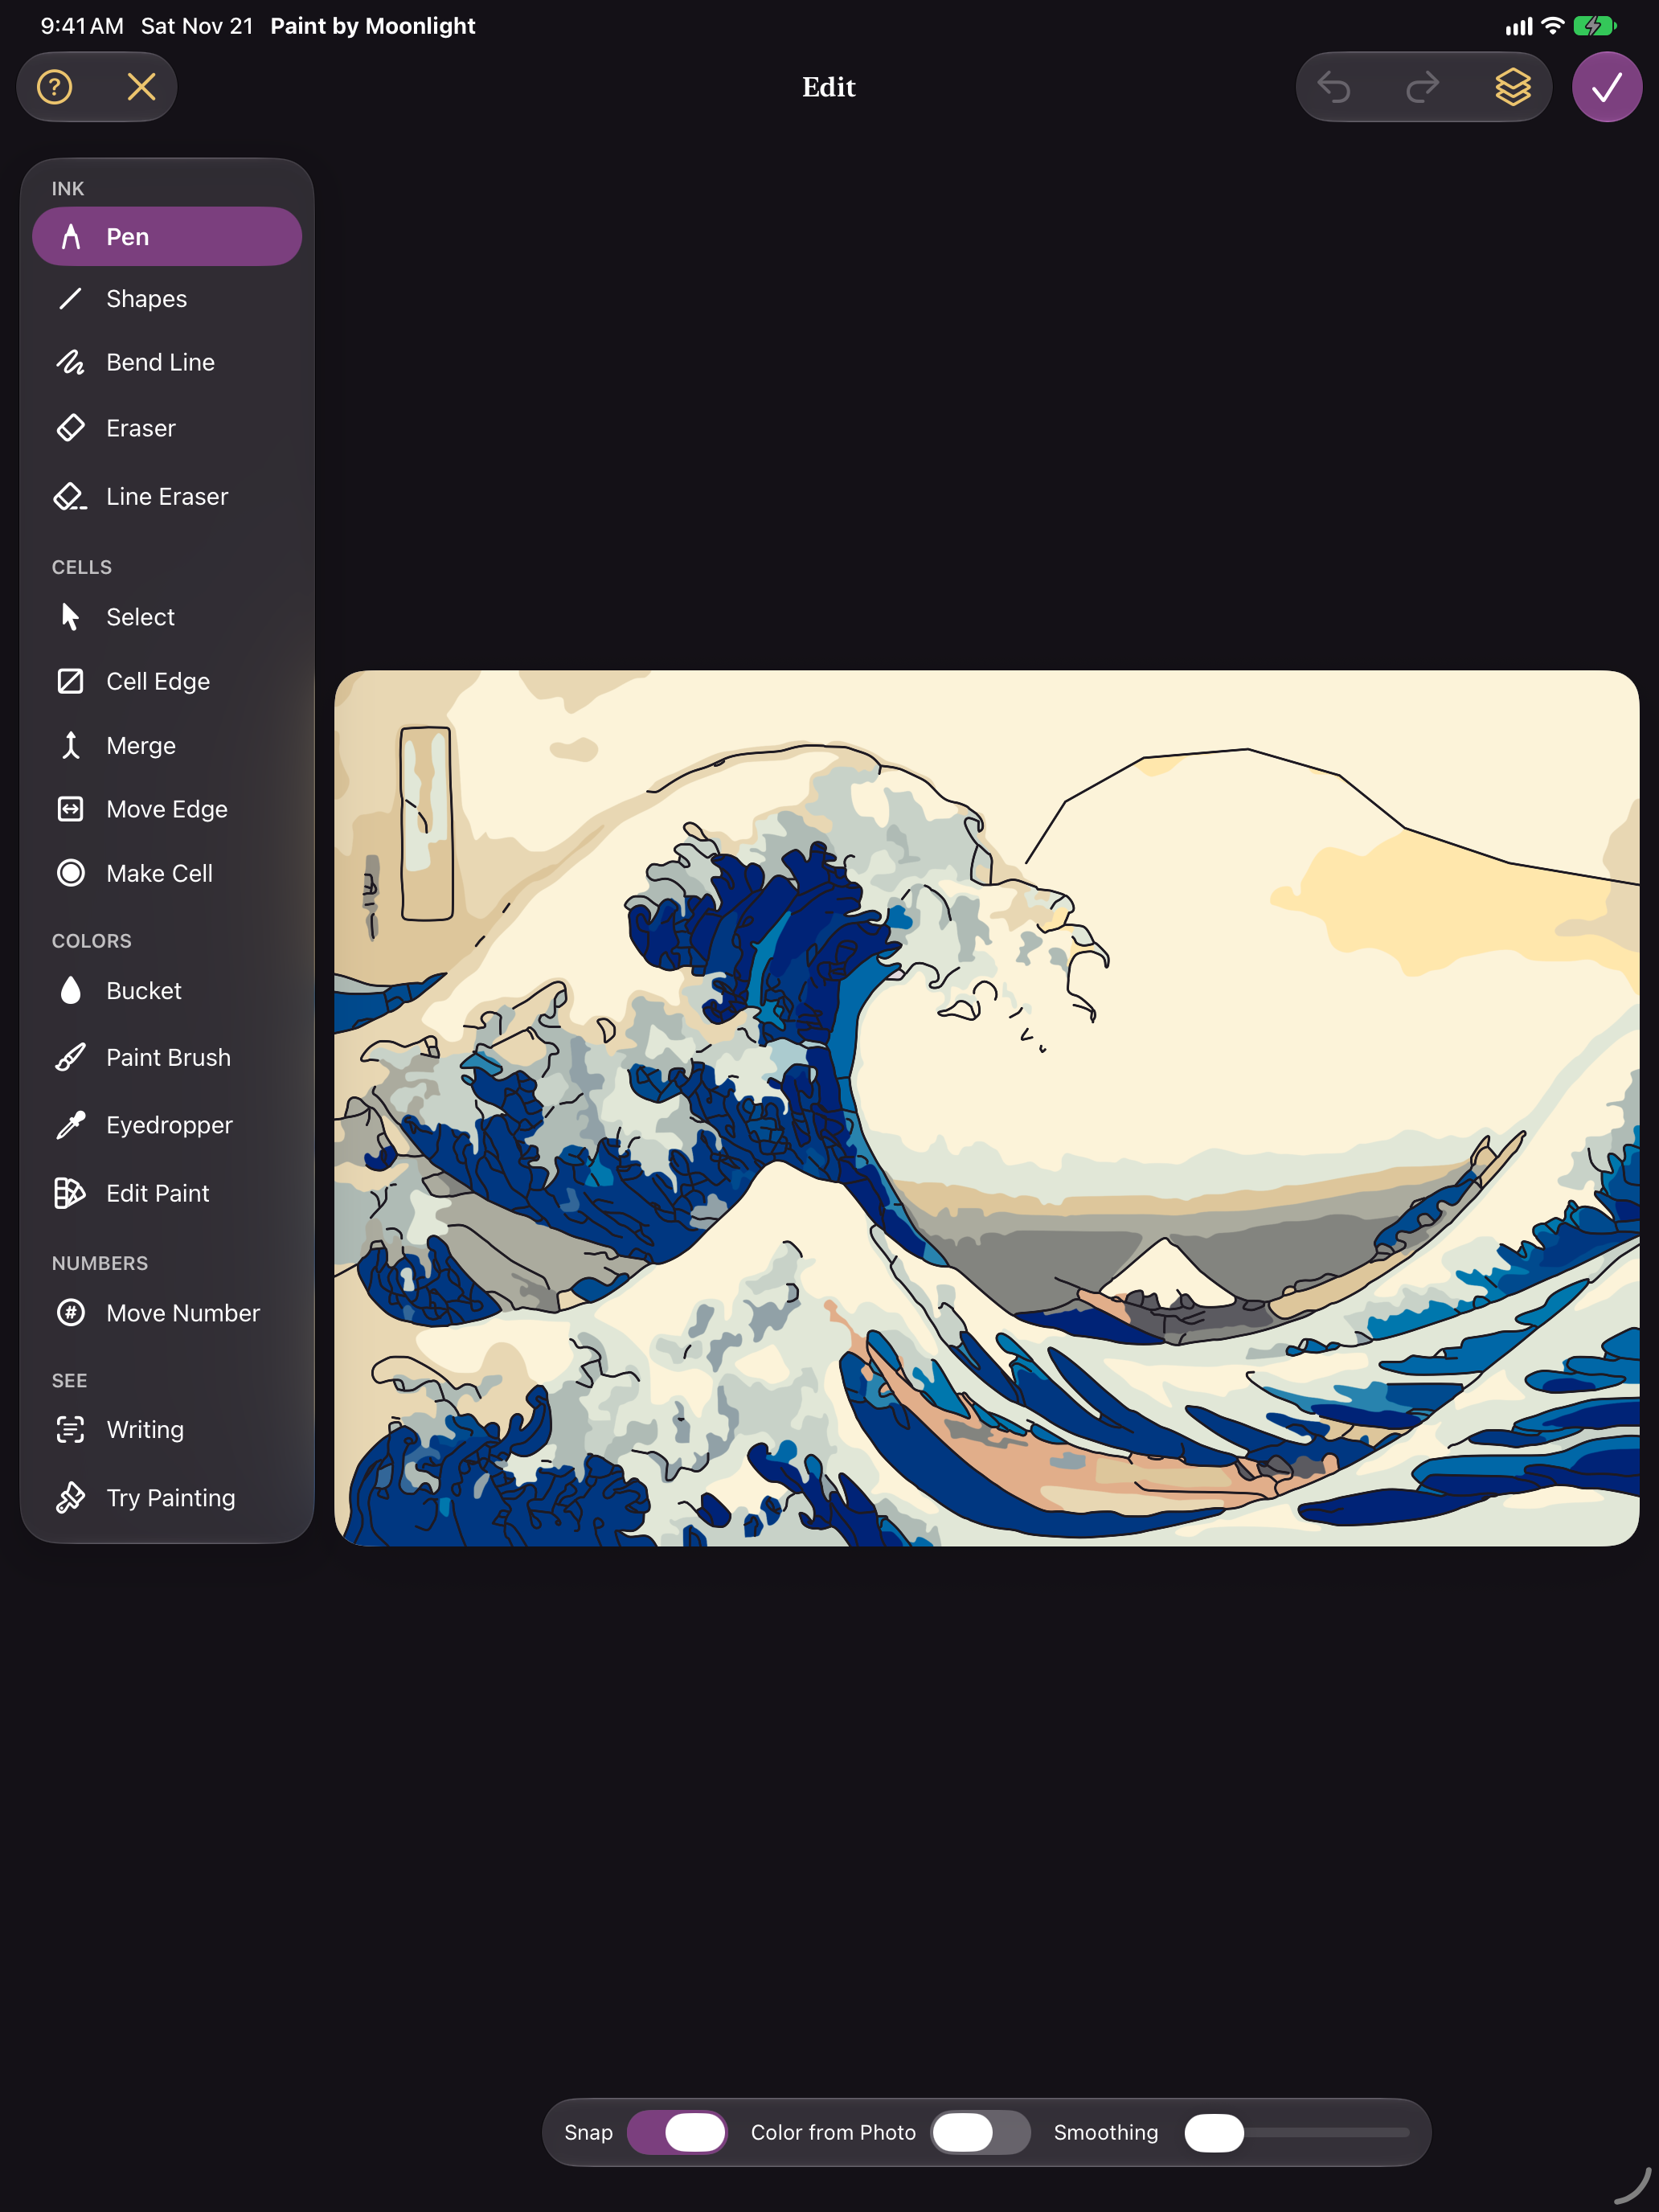 9:41 AM Sat Nov 21 Paint by Moonlight
Edit
INK
Pen
Shapes
Bend Line
Eraser
Line Eraser
CELLS
Select
Cell Edge
Merge
Move Edge
Make Cell
COLORS
Bucket
Paint Brush
Eyedropper
Edit Paint
NUMBERS
Move Number
SEE
Writing
Try Painting
Snap Color from Photo Smoothing